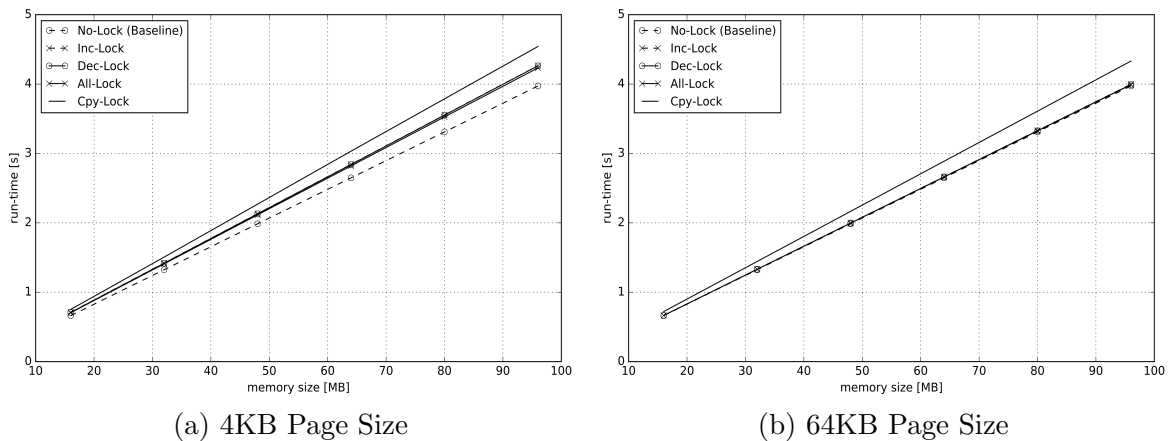 5
4
3
2
1
0
run-time [s]
No-Lock (Baseline)
Inc-Lock
Dec-Lock
All-Lock
Cpy-Lock
10 20 30 40 50 60 70 80 90 100
memory size [MB]
(a) 4KB Page Size
5
4
3
2
1
0
run-time [s]
No-Lock (Baseline)
Inc-Lock
Dec-Lock
All-Lock
Cpy-Lock
10 20 30 40 50 60 70 80 90 100
memory size [MB]
(b) 64KB Page Size